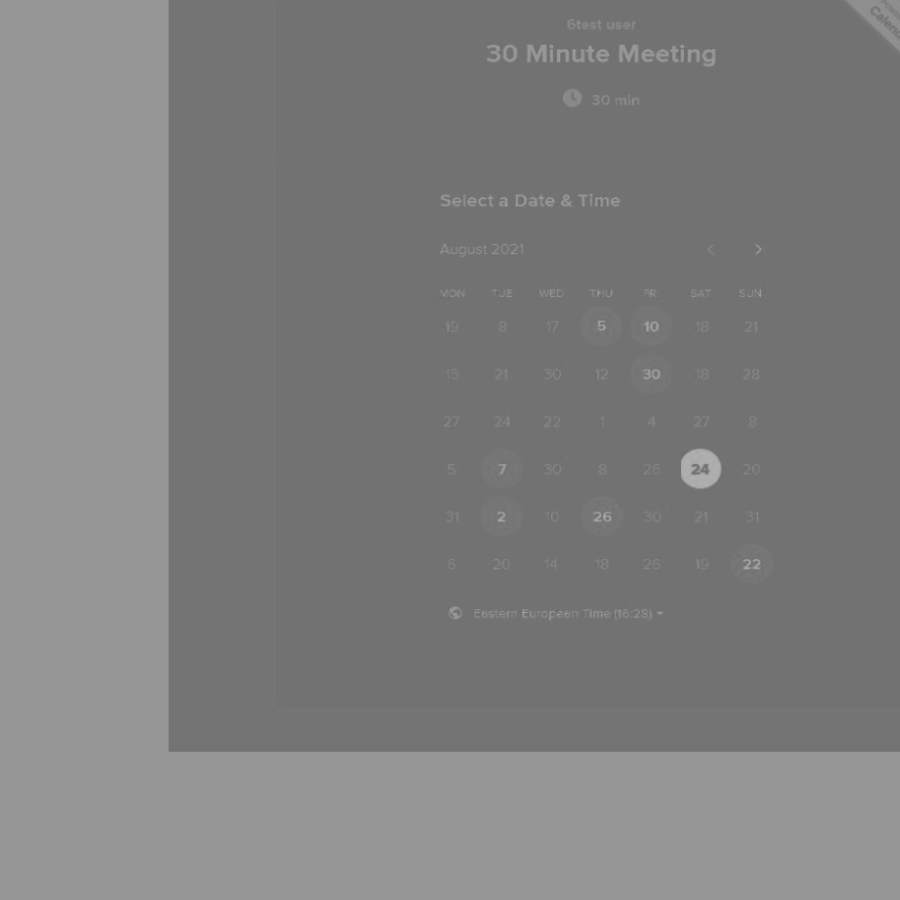 6test user
30 Minute Meeting
30 min
Select a Date & Time
August 2021
MON TUE WED THU FRI SAT SUN
19 8 17 5 10 18 21
15 21 30 12 30 18 28
27 24 22 1 4 27 8
5 7 30 8 26 24 20
31 2 10 26 30 21 31
6 20 14 18 26 19 22
Eastern European Time (16:28)